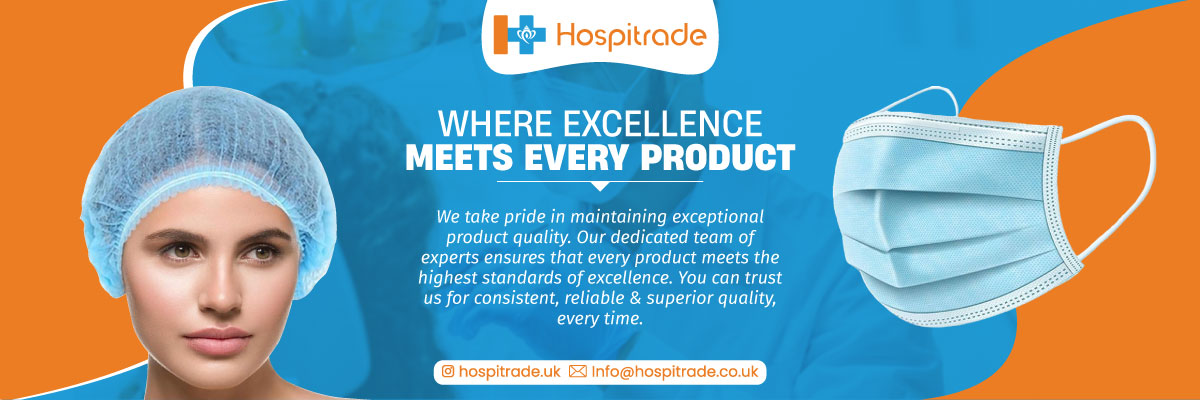 Hospitrade
WHERE EXCELLENCE
MEETS EVERY PRODUCT
We take pride in maintaining exceptional
product quality. Our dedicated team of
experts ensures that every product meets the
highest standards of excellence. You can trust
us for consistent, reliable & superior quality,
every time.
hospitrade.uk Info@hospitrade.co.uk